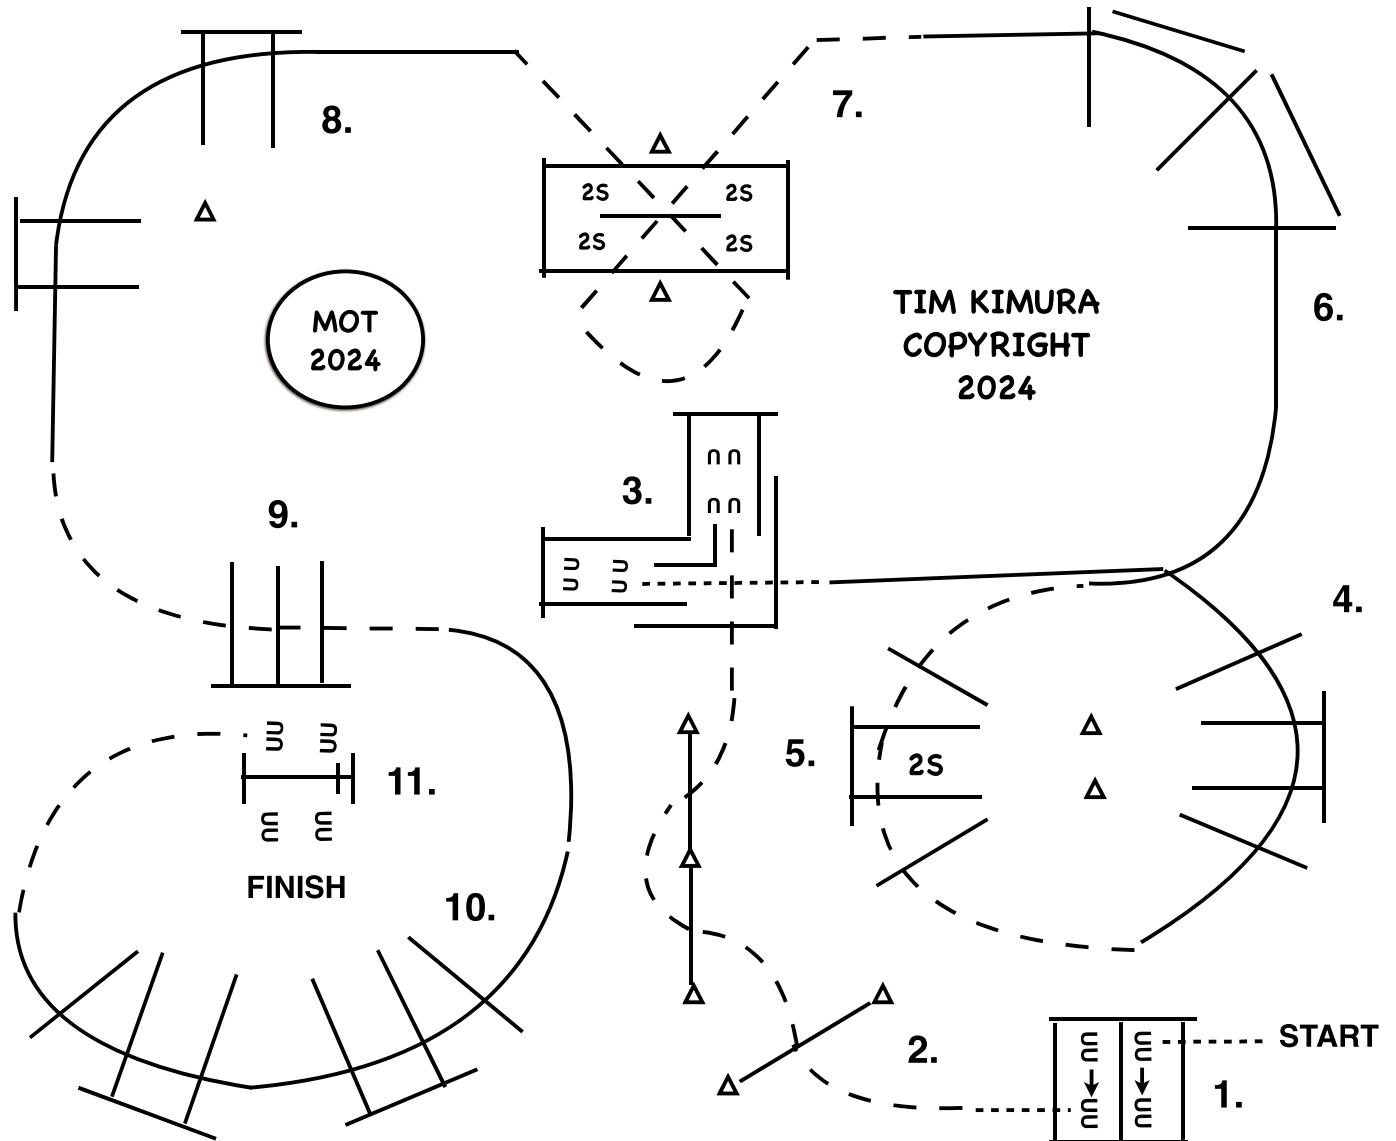 8.
7.
2S
2S
2S
2S
MOT
2024
TIM KIMURA
COPYRIGHT
2024
6.
3.
9.
4.
5.
2S
11.
FINISH
10.
2.
START
1.